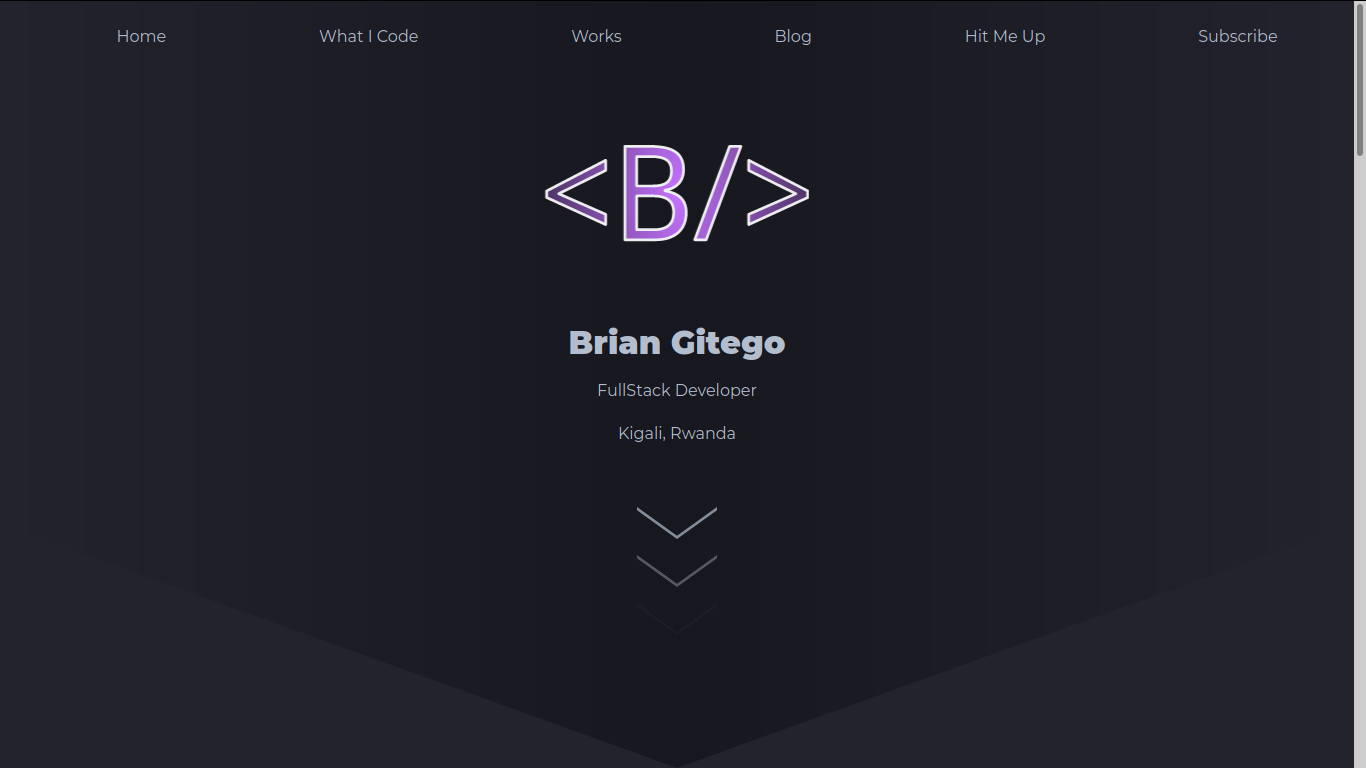 Home What I Code Works Blog Hit Me Up Subscribe
<B/>
Brian Gitego
FullStack Developer
Kigali, Rwanda